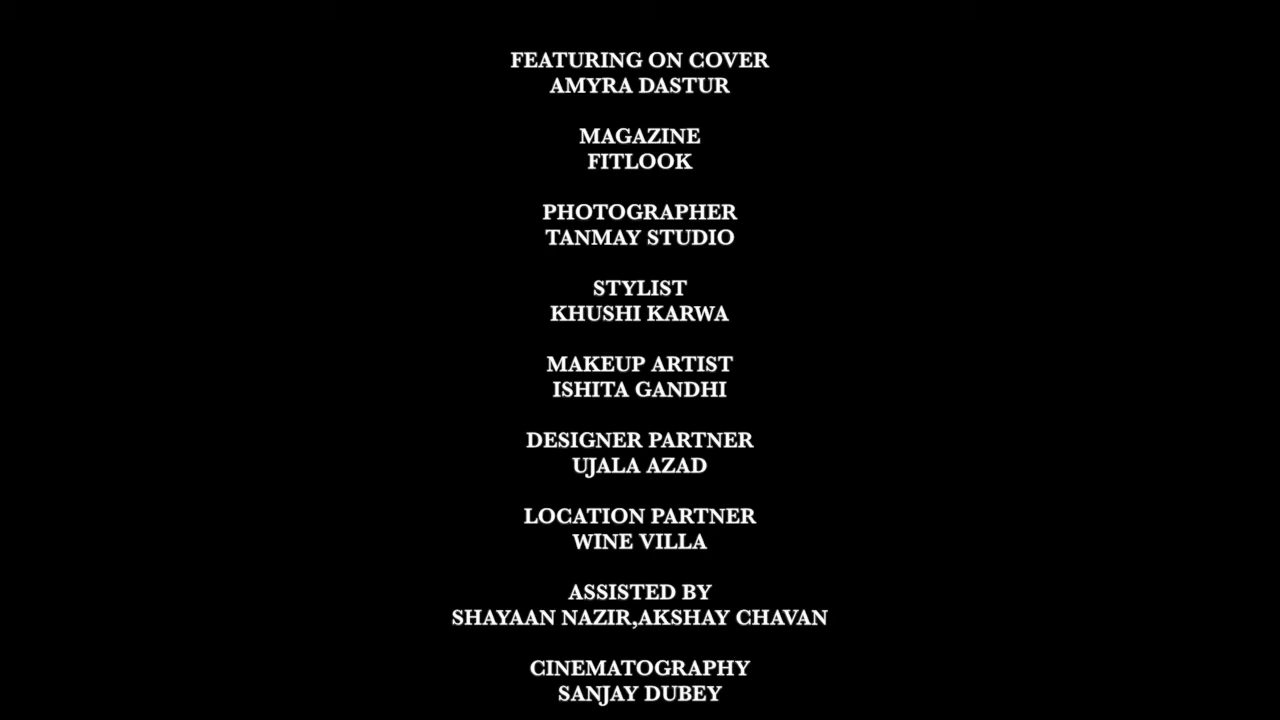 FEATURING ON COVER
AMYRA DASTUR
MAGAZINE
FITLOOK
PHOTOGRAPHER
TANMAY STUDIO
STYLIST
KHUSHI KARWA
MAKEUP ARTIST
ISHITA GANDHI
DESIGNER PARTNER
UJALA AZAD
LOCATION PARTNER
WINE VILLA
ASSISTED BY
SHAYAAN NAZIR,AKSHAY CHAVAN
CINEMATOGRAPHY
SANJAY DUBEY